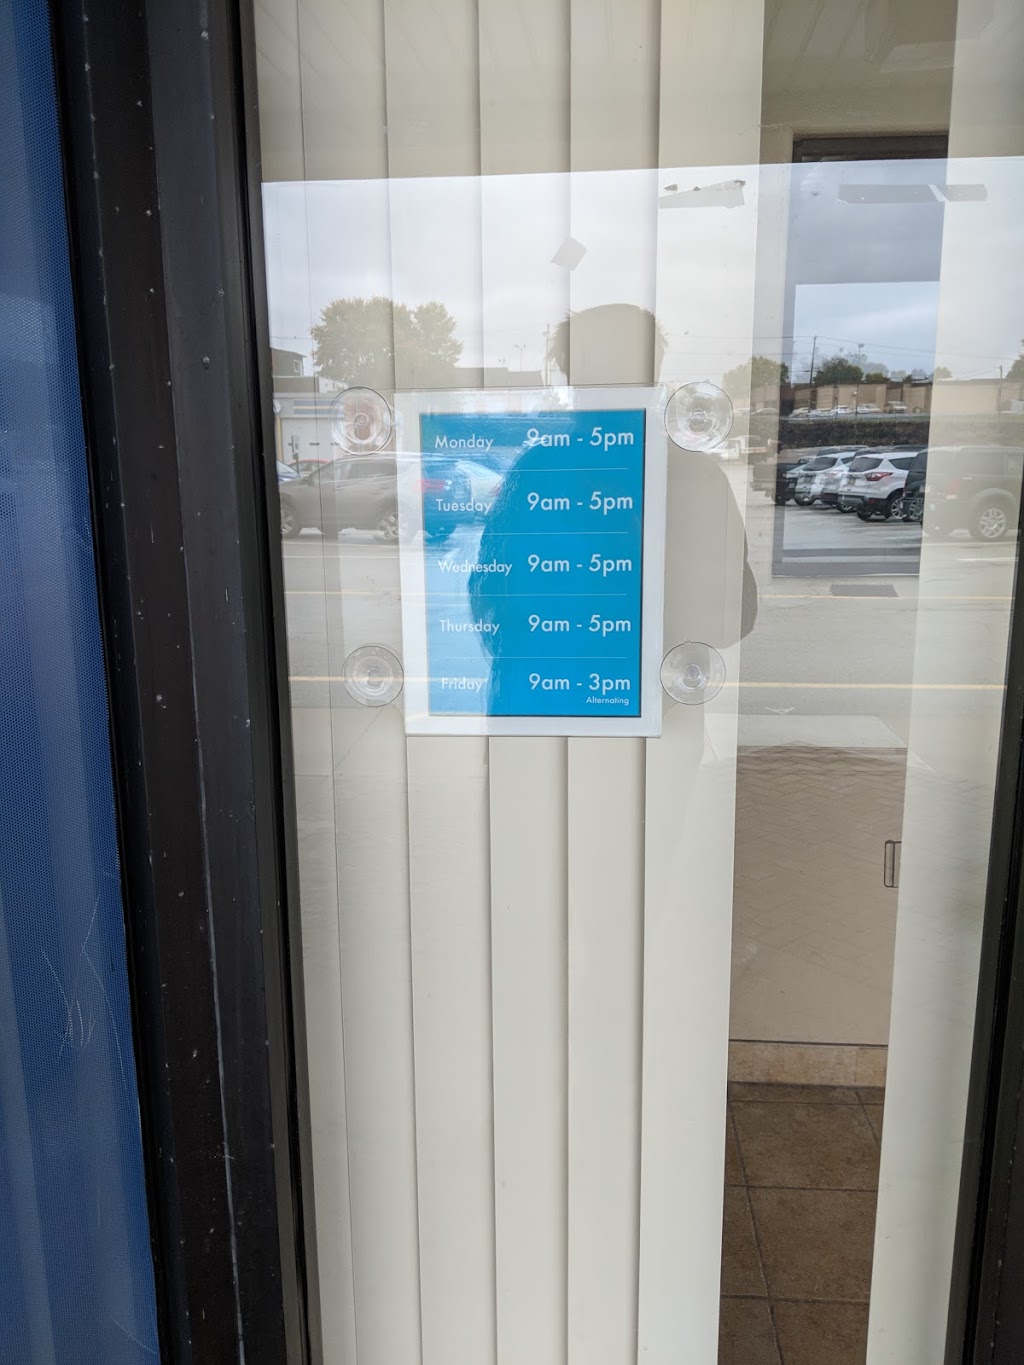 Monday 9am - 5pm
Tuesday 9am - 5pm
Wednesday 9am - 5pm
Thursday 9am - 5pm
Friday 9am - 3pm
Alternating